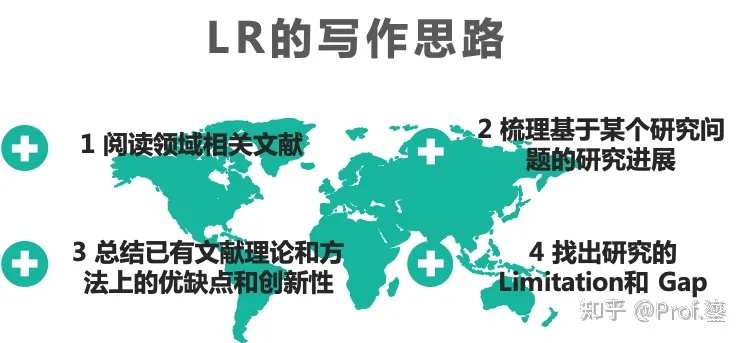 LR的写作思路
1 阅读领域相关文献
2 梳理基于某个研究问
题的研究进展
3 总结已有文献理论和方
法上的优缺点和创新性
4 找出研究的
Limitation和 Gap
知乎 @Prof.鎏